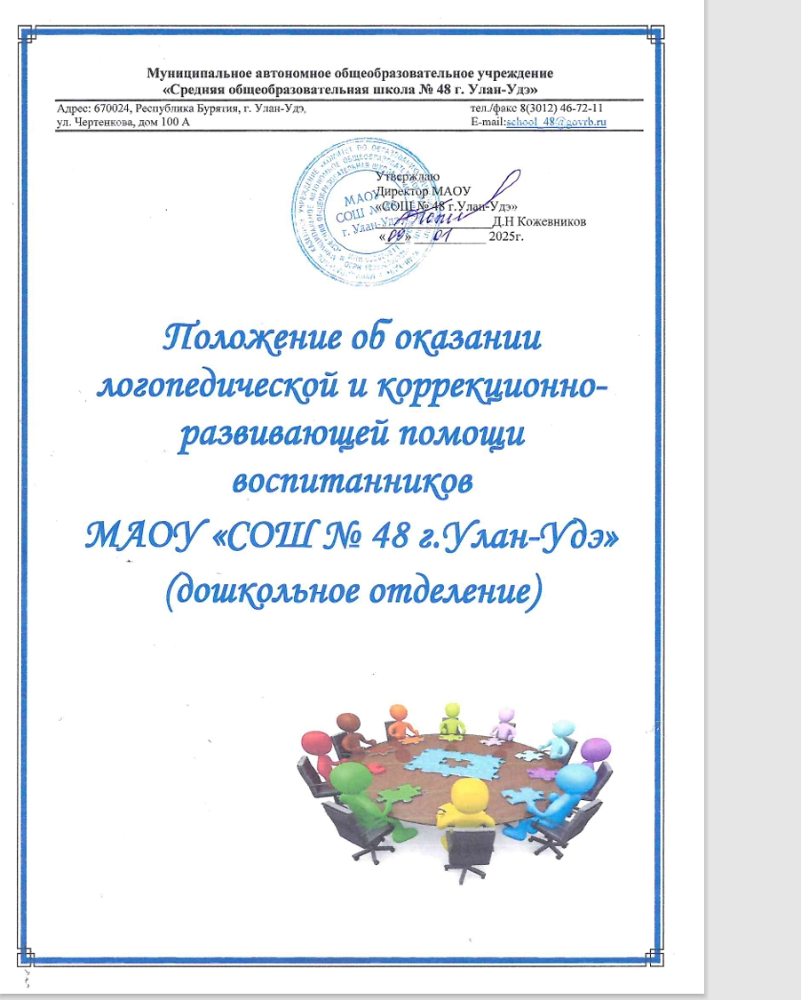 Муниципальное автономное общеобразовательное учреждение
«Средняя общеобразовательная школа № 48 г. Улан-Удэ»
Адрес: 670024, Республика Бурятия, г. Улан-Удэ,
ул. Чертенкова, дом 100 А
тел./факс 8(3012) 46-72-11
E-mail:school_48@govrb.ru
МАОУ
СОШ № 48
г. Улан-Удэ
Утверждаю
Директор МАОУ
«СОШ № 48 г.Улан-Удэ»
Д.Н Кожевников
«09» 01 2025г.
Положение об оказании
логопедической и коррекционно-
развивающей помощи
воспитанников
МАОУ «СОШ № 48 г.Улан-Удэ»
(дошкольное отделение)